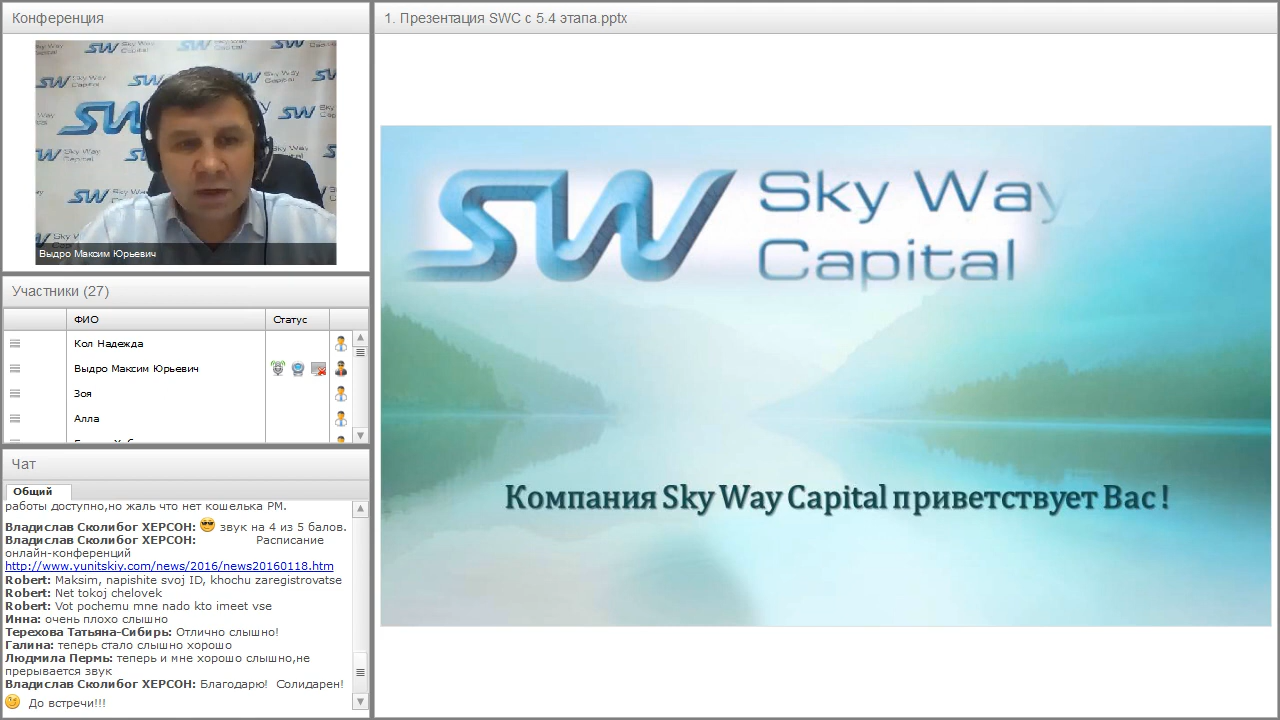 Конференция
Sky Way
Capital
Выдро Максим Юрьевич
Участники (27)
ФИО
Статус
Кол Надежда
Выдро Максим Юрьевич
Зоя
Алла
Чат
Общий
работы доступно,но жаль что нет кошелька РМ.
Владислав Сколибог ХЕРСОН: звук на 4 из 5 балов.
Владислав Сколибог ХЕРСОН: Расписание
онлайн-конференций
http://www.yunitskiy.com/news/2016/news20160118.htm
Robert: Maksim, napishite svoj ID, khochu zaregistrovatse
Robert: Net tokoj chelovek
Robert: Vot pochemu mne nado kto imeet vse
Инна: очень плохо слышно
Терехова Татьяна-Сибирь: Отлично слышно!
Галина: теперь стало слышно хорошо
Людмила Пермь: теперь и мне хорошо слышно,не
прерывается звук
Владислав Сколибог ХЕРСОН: Благодарю! Солидарен!
До встречи!!!
1. Презентация SWC с 5.4 этапа.pptx
SW Sky Way
Capital
Компания Sky Way Capital приветствует Вас !